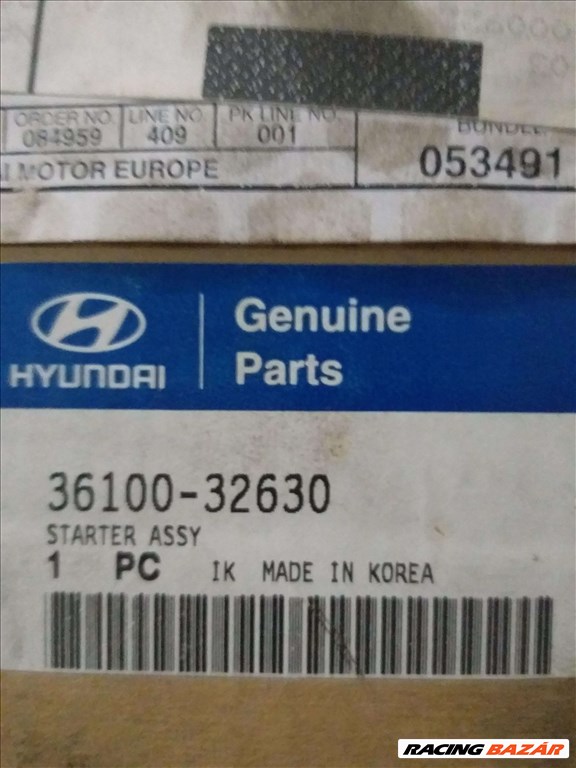 ORDER NO.
LINE NO.
PK LINE NO.
084959
409
001
BUNDLE
053491
MOTOR EUROPE
HYUNDAI
Genuine
Parts
36100-32630
STARTER ASSY
1 PC IK MADE IN KOREA
RACING BAZÁR